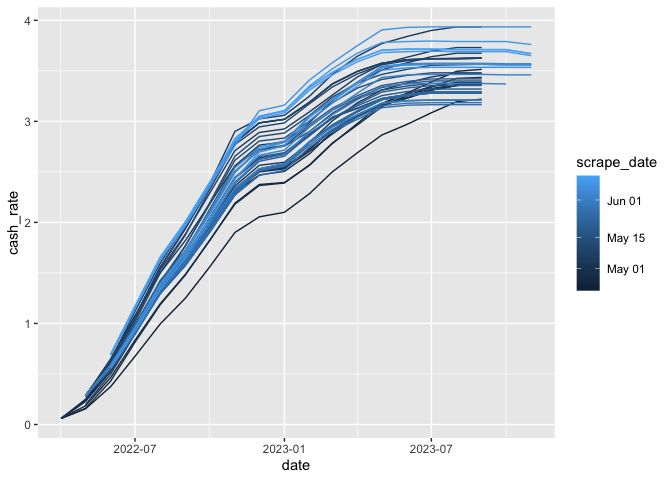 4
3
2
1
0
cash_rate
2022-07
2023-01
2023-07
date
scrape_date
Jun 01
May 15
May 01